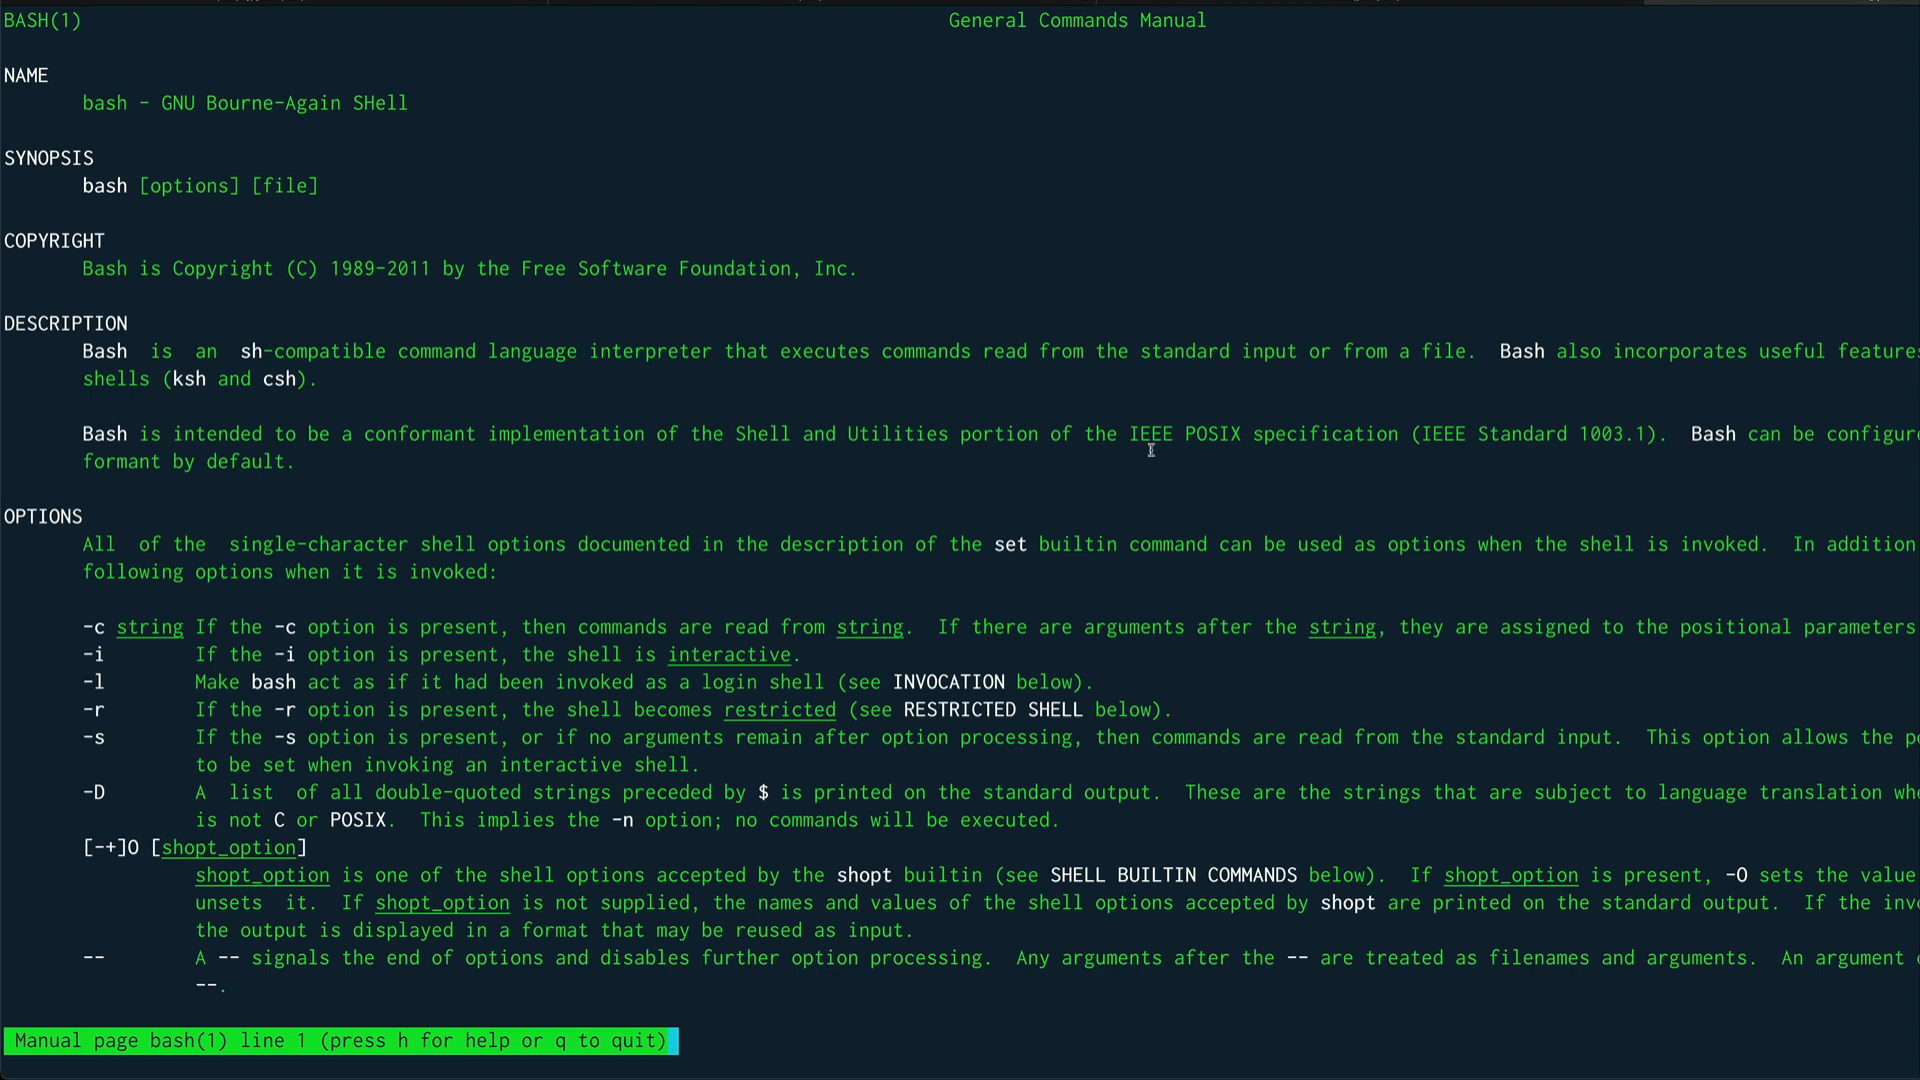 BASH(1) General Commands Manual
NAME
bash - GNU Bourne-Again SHell
SYNOPSIS
bash [options] [file]
COPYRIGHT
Bash is Copyright (C) 1989-2011 by the Free Software Foundation, Inc.
DESCRIPTION
Bash is an sh-compatible command language interpreter that executes commands read from the standard input or from a file. Bash also incorporates useful features
shells (ksh and csh).
Bash is intended to be a conformant implementation of the Shell and Utilities portion of the IEEE POSIX specification (IEEE Standard 1003.1). Bash can be configure
formant by default.
OPTIONS
All of the single-character shell options documented in the description of the set builtin command can be used as options when the shell is invoked. In addition
following options when it is invoked:
-c string If the -c option is present, then commands are read from string. If there are arguments after the string, they are assigned to the positional parameters
-i If the -i option is present, the shell is interactive.
-l Make bash act as if it had been invoked as a login shell (see INVOCATION below).
-r If the -r option is present, the shell becomes restricted (see RESTRICTED SHELL below).
-s If the -s option is present, or if no arguments remain after option processing, then commands are read from the standard input. This option allows the
to be set when invoking an interactive shell.
-D A list of all double-quoted strings preceded by $ is printed on the standard output. These are the strings that are subject to language translation
is not C or POSIX. This implies the -n option; no commands will be executed.
[-+]O [shopt_option]
shopt_option is one of the shell options accepted by the shopt builtin (see SHELL BUILTIN COMMANDS below). If shopt_option is present, -O sets the value
unsets it. If shopt_option is not supplied, the names and values of the shell options accepted by shopt are printed on the standard output. If the
the output is displayed in a format that may be reused as input.
-- A -- signals the end of options and disables further option processing. Any arguments after the -- are treated as filenames and arguments. An argument
--.
Manual page bash(1) line 1 (press h for help or q to quit)